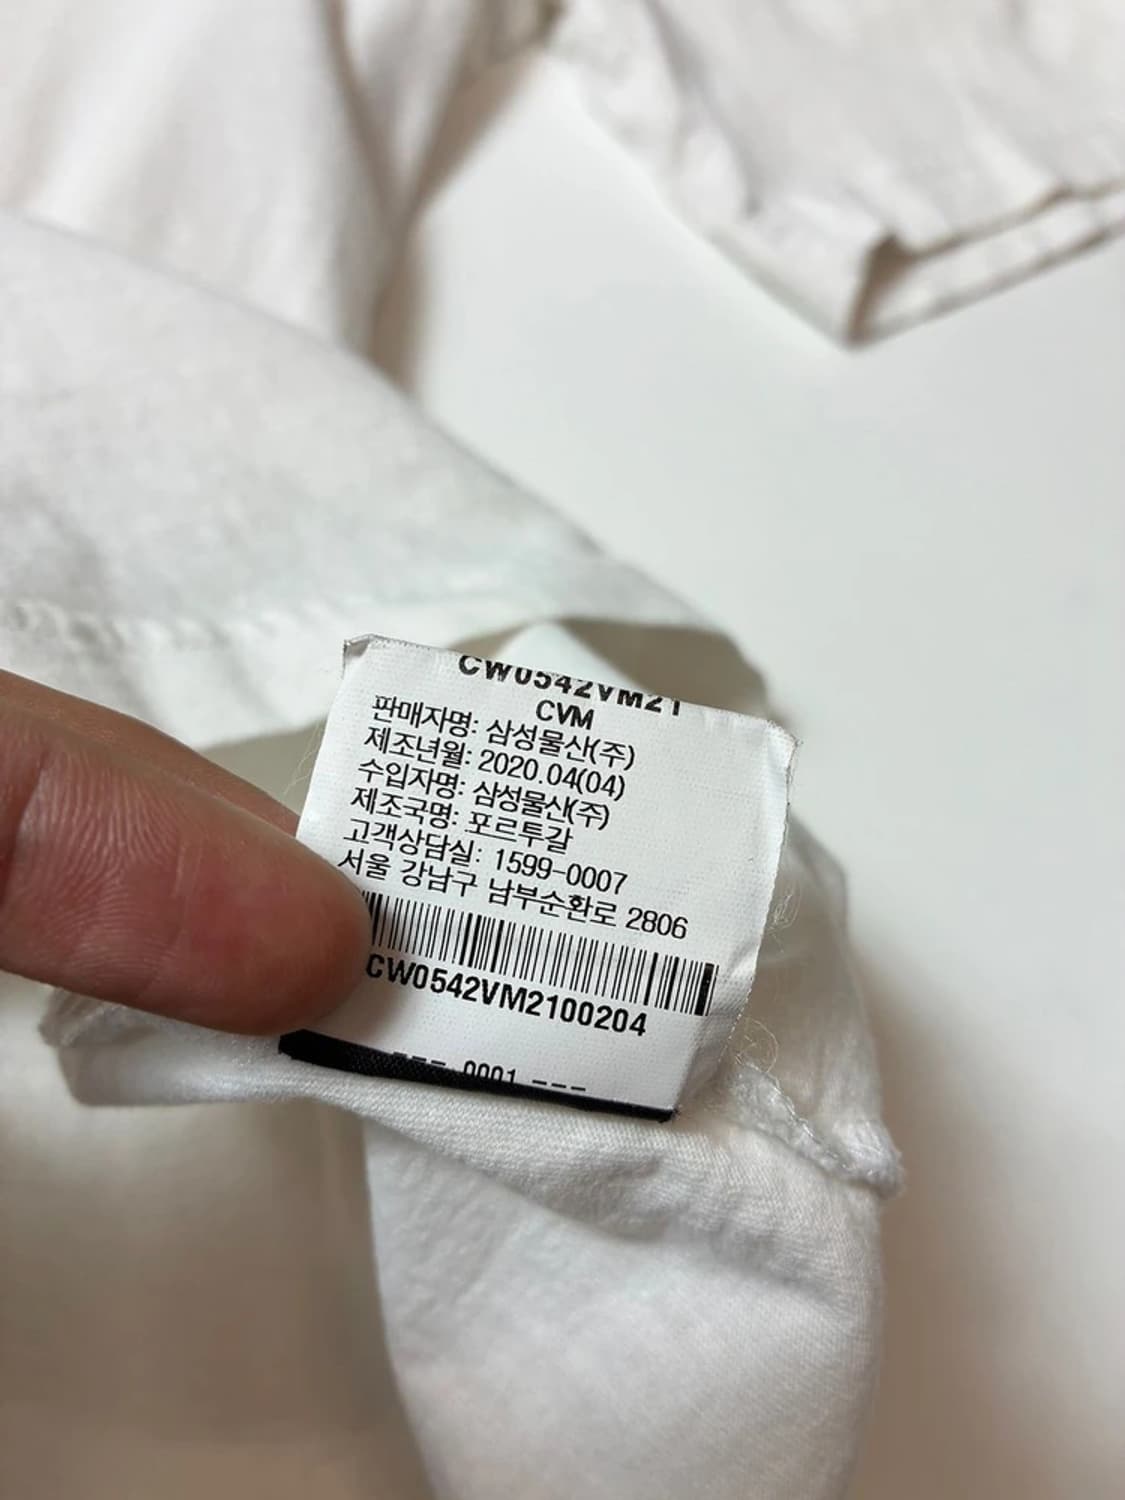 CW0542VM21
CVM
판매자명: 삼성물산(주)
제조년월: 2020.04(04)
수입자명: 삼성물산(주)
제조국명: 포르투갈
고객상담실: 1599-0007
서울 강남구 남부순환로 2806
CW0542VM2100204
--- 0001 ---